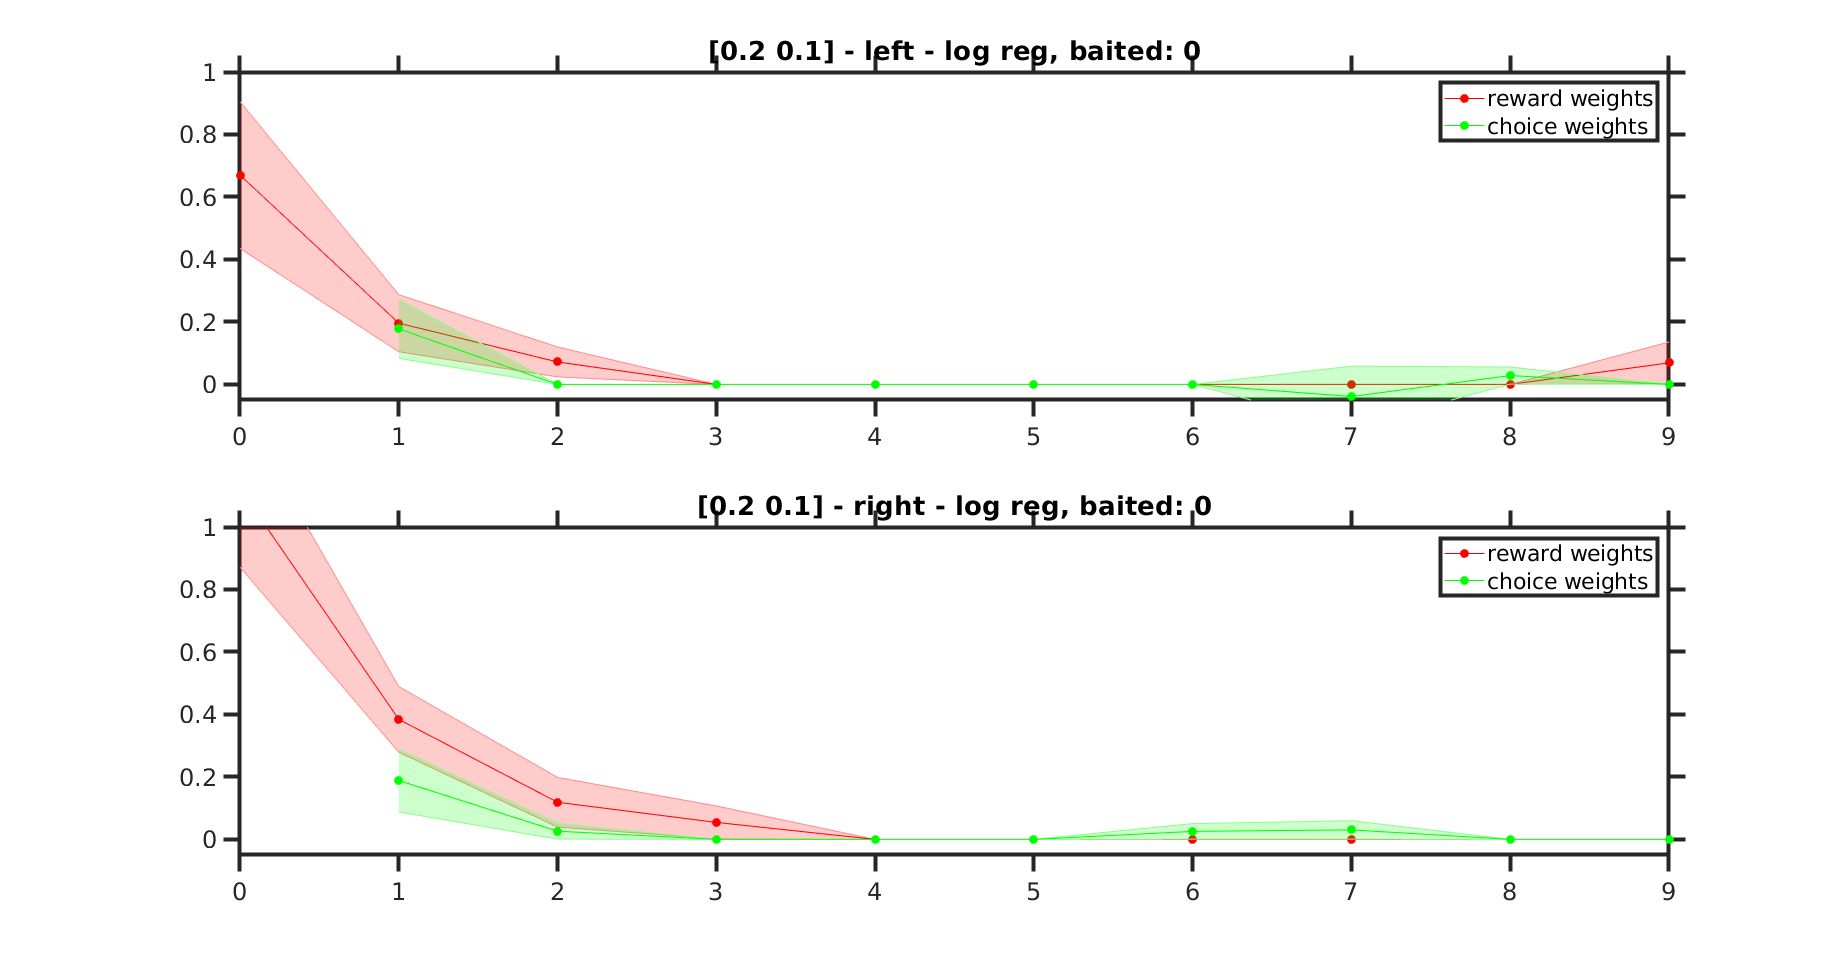 [0.2 0.1] - left - log reg, baited: 0
1
0.8
0.6
0.4
0.2
0
reward weights
choice weights
0 1 2 3 4 5 6 7 8 9
[0.2 0.1] - right - log reg, baited: 0
1
0.8
0.6
0.4
0.2
0
reward weights
choice weights
0 1 2 3 4 5 6 7 8 9